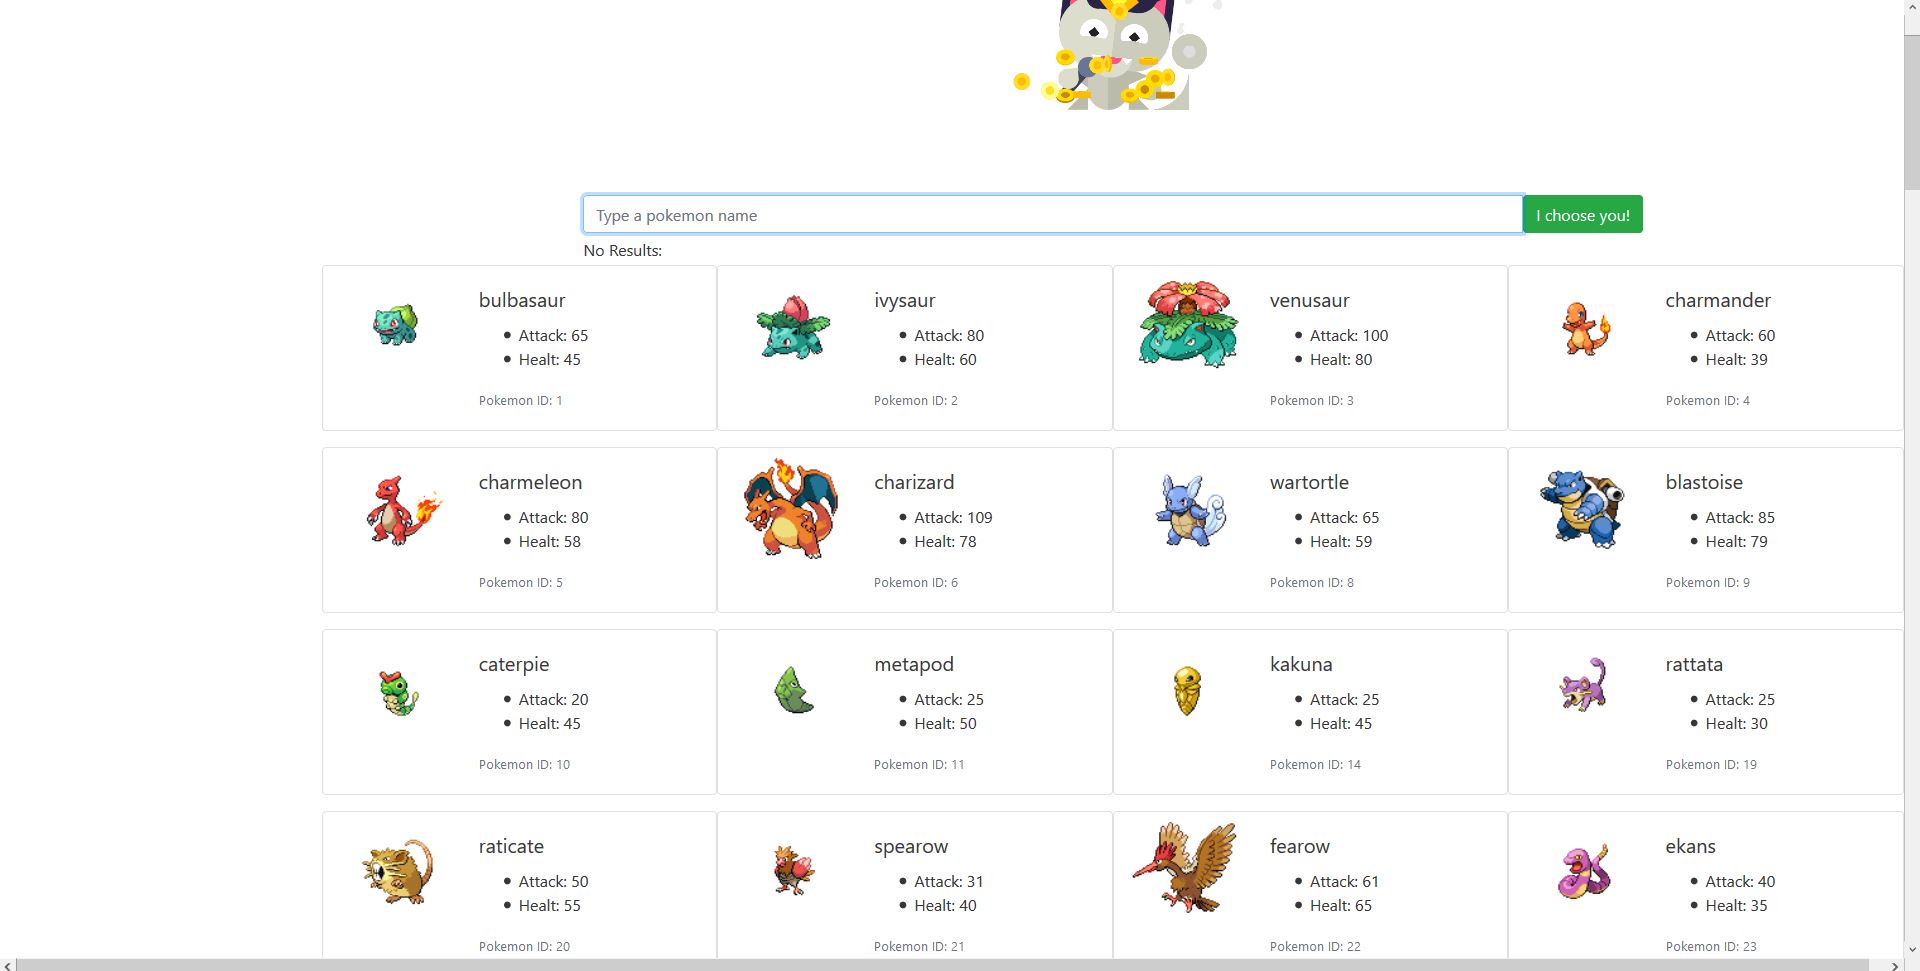 Type a pokemon name
I choose you!
No Results:
bulbasaur
Attack: 65
Healt: 45
Pokemon ID: 1
ivysaur
Attack: 80
Healt: 60
Pokemon ID: 2
venusaur
Attack: 100
Healt: 80
Pokemon ID: 3
charmander
Attack: 60
Healt: 39
Pokemon ID: 4
charmeleon
Attack: 80
Healt: 58
Pokemon ID: 5
charizard
Attack: 109
Healt: 78
Pokemon ID: 6
wartortle
Attack: 65
Healt: 59
Pokemon ID: 8
blastoise
Attack: 85
Healt: 79
Pokemon ID: 9
caterpie
Attack: 20
Healt: 45
Pokemon ID: 10
metapod
Attack: 25
Healt: 50
Pokemon ID: 11
kakuna
Attack: 25
Healt: 45
Pokemon ID: 14
rattata
Attack: 25
Healt: 30
Pokemon ID: 19
raticate
Attack: 50
Healt: 55
Pokemon ID: 20
spearow
Attack: 31
Healt: 40
Pokemon ID: 21
fearow
Attack: 61
Healt: 65
Pokemon ID: 22
ekans
Attack: 40
Healt: 35
Pokemon ID: 23